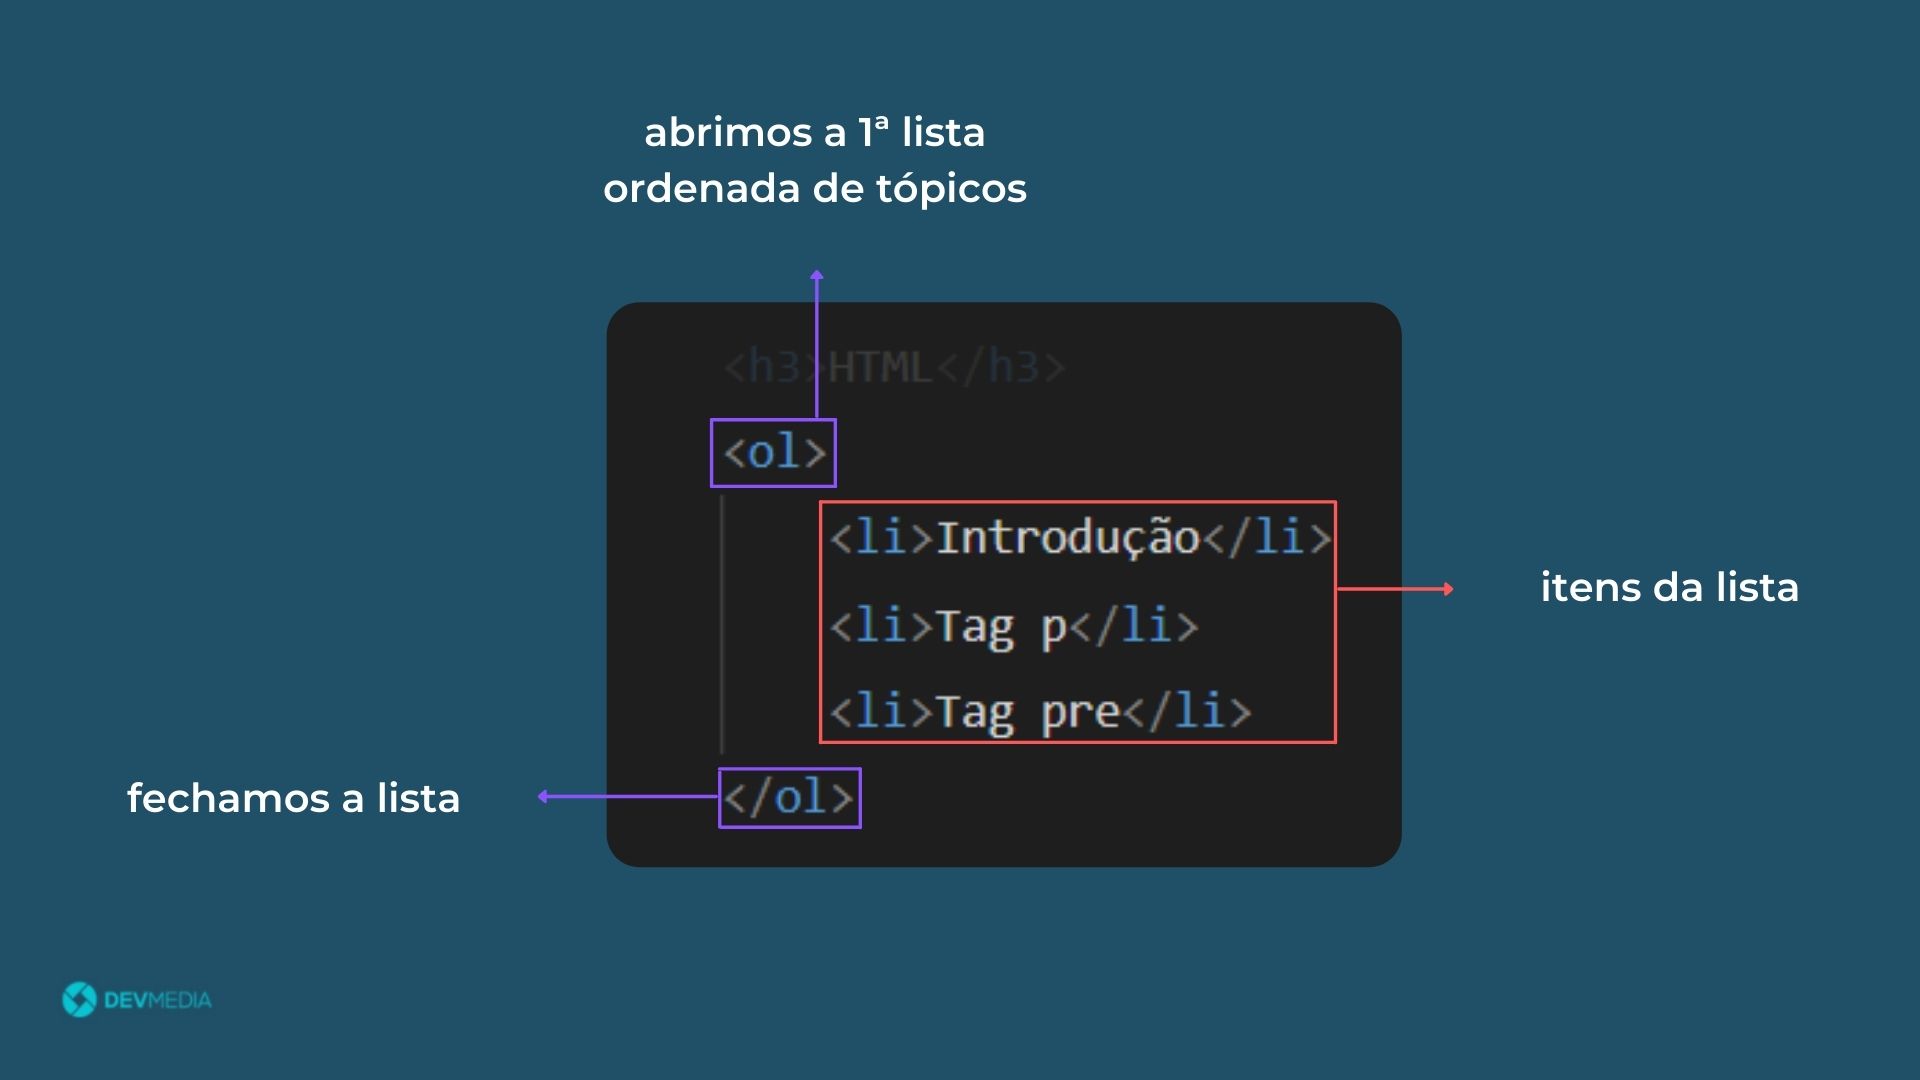 abrimos a 1ª lista
ordenada de tópicos
<h3>HTML</h3>
<ol>
<li>Introdução</li>
<li>Tag p</li>
<li>Tag pre</li>
</ol>
itens da lista
fechamos a lista
DEVMEDIA